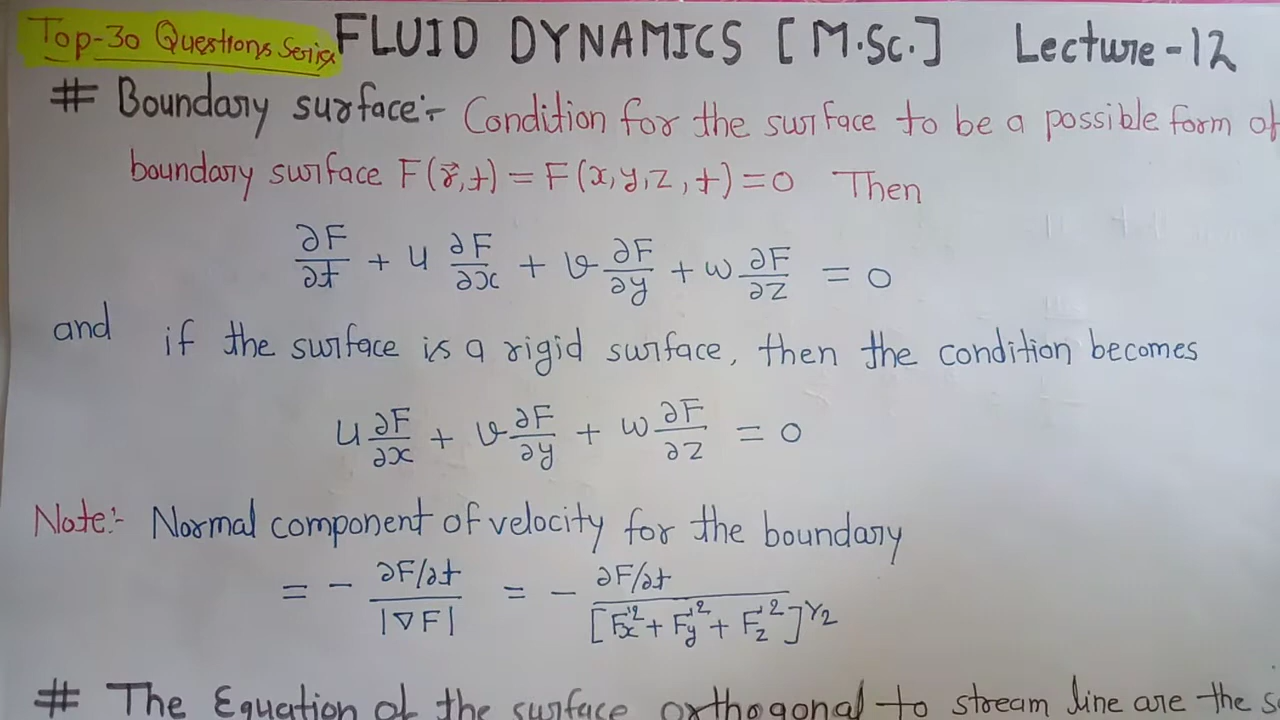 Top-30 Questions Series FLUID DYNAMICS [M.Sc.] Lecture-12
# Boundary surface:- Condition for the surface to be a possible form of
boundary surface F(r⃗,t) = F(x,y,z,t) = 0 Then
∂F/∂t + u ∂F/∂x + v ∂F/∂y + w ∂F/∂z = 0
and if the surface is a rigid surface, then the condition becomes
u ∂F/∂x + v ∂F/∂y + w ∂F/∂z = 0
Note:- Normal component of velocity for the boundary
= - ∂F/∂t / |∇F| = - ∂F/∂t / [Fx² + Fy² + Fz²]^1/2
# The Equation of the surface orthogonal to stream line are the